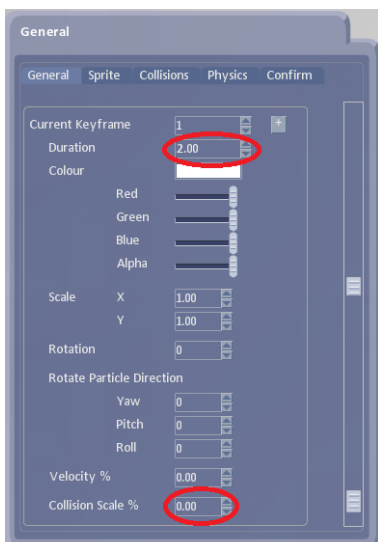 General
General Sprite Collisions Physics Confirm
Current Keyframe 1 +
Duration 2.00
Colour
Red
Green
Blue
Alpha
Scale X 1.00
Y 1.00
Rotation 0
Rotate Particle Direction
Yaw 0
Pitch 0
Roll 0
Velocity % 0.00
Collision Scale % 0.00